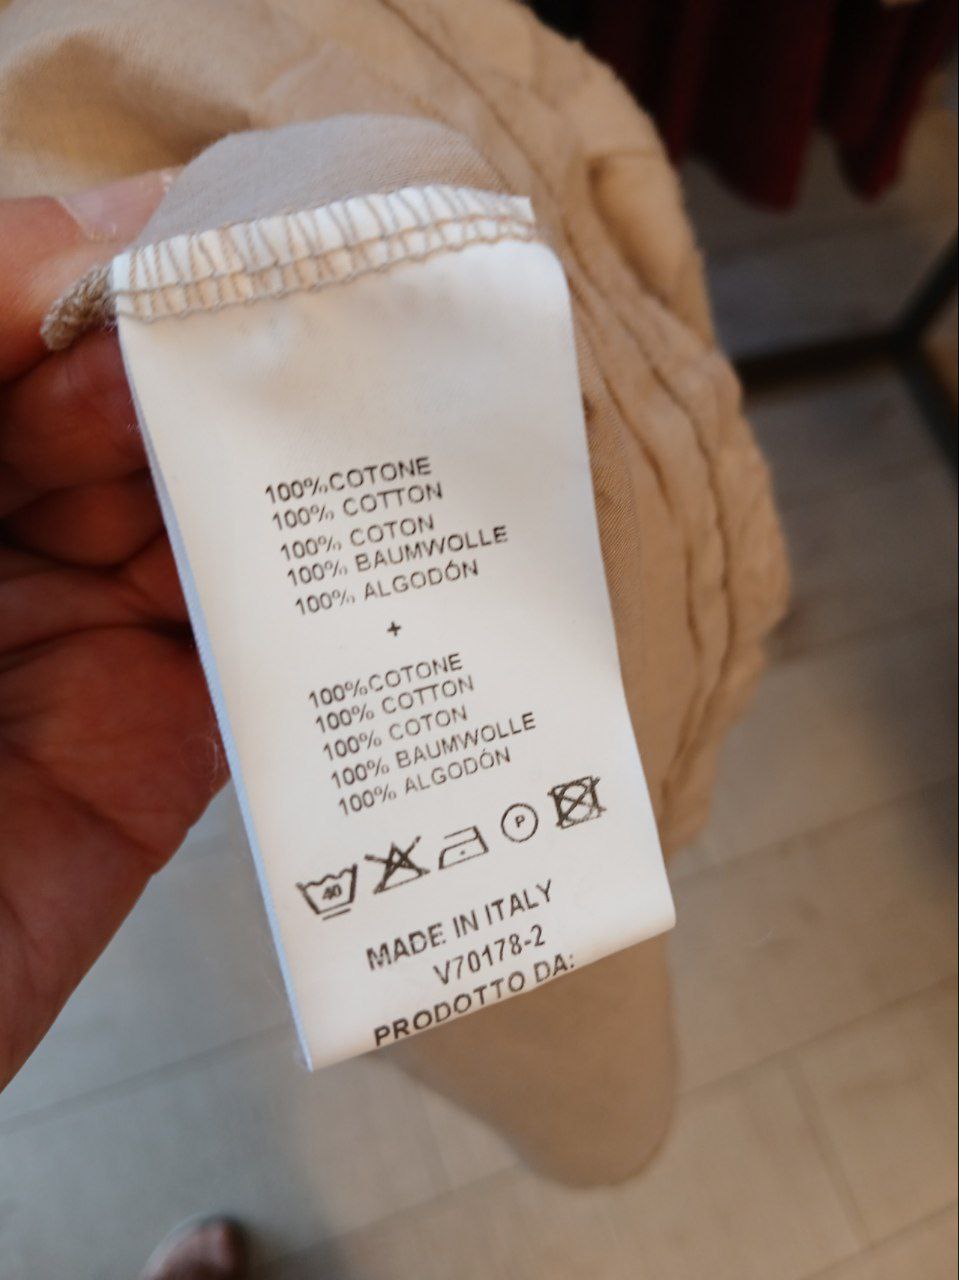 100%COTONE
100% COTTON
100% COTON
100% BAUMWOLLE
100% ALGODÓN
+
100%COTONE
100% COTTON
100% COTON
100% BAUMWOLLE
100% ALGODÓN
40 P
MADE IN ITALY
V70178-2
PRODOTTO DA: